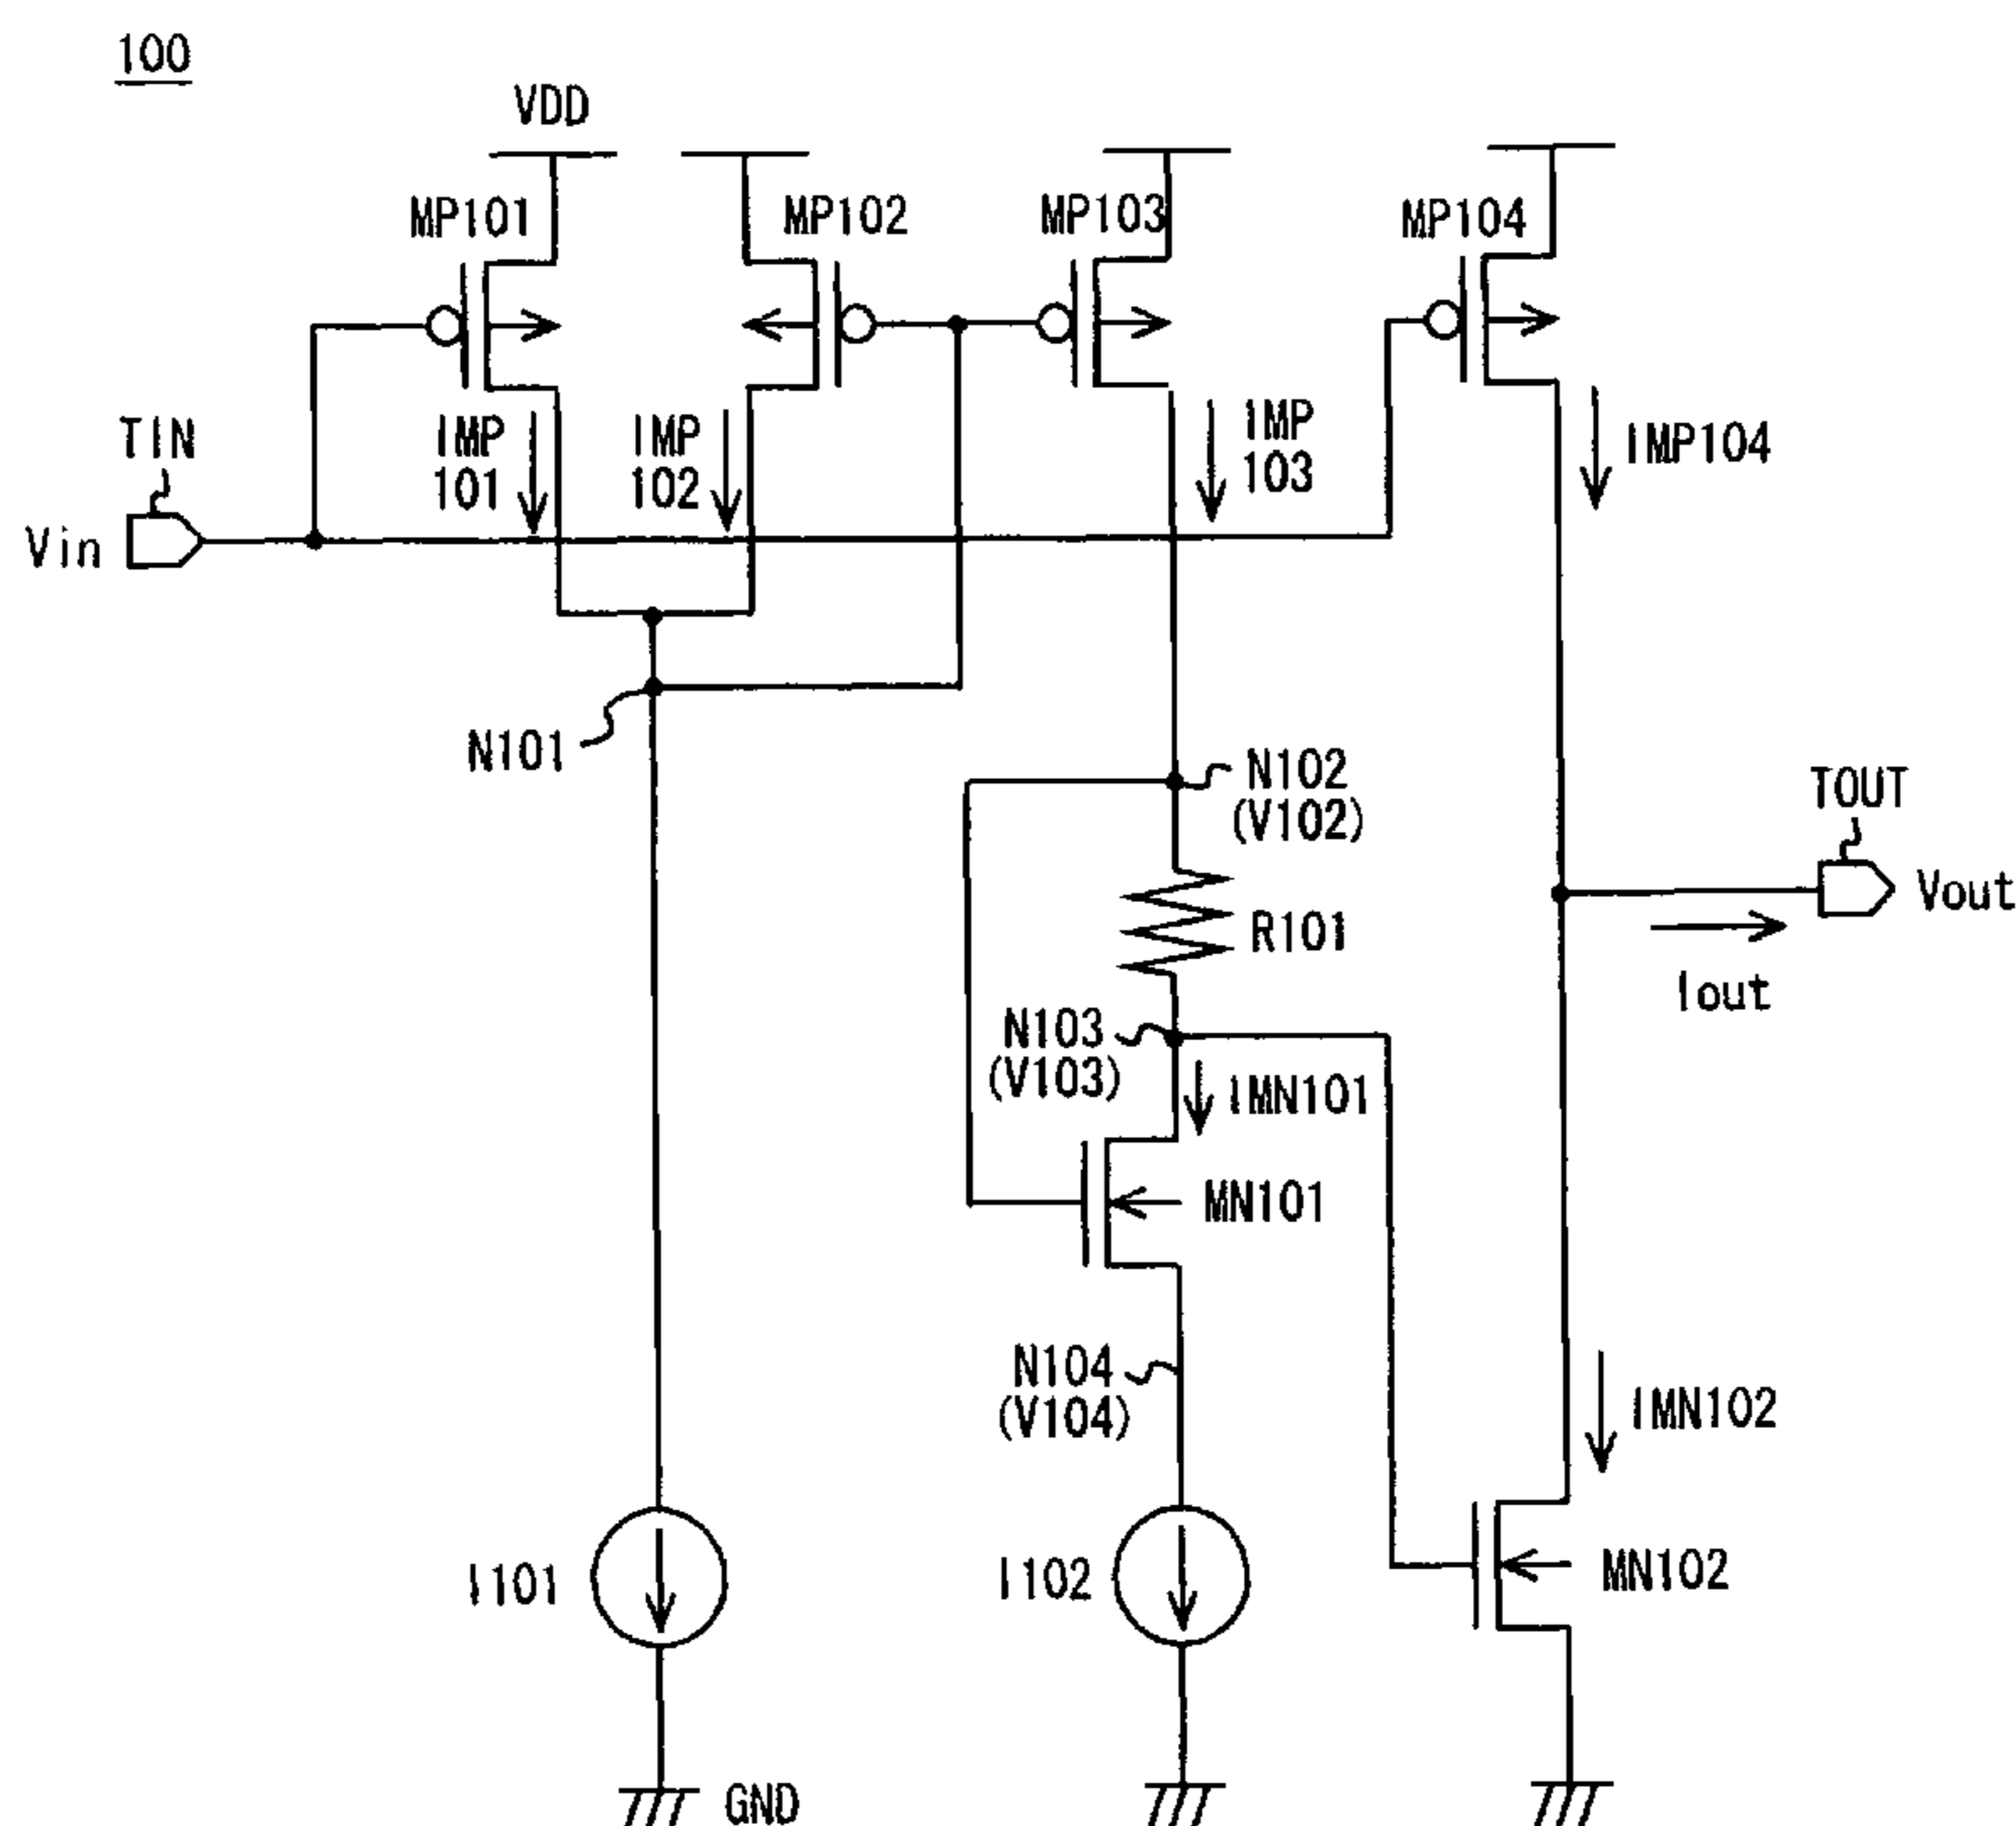 100
VDD
MP101
MP102
MP103
MP104
TIN
IMP
101
IMP
102
IMP
103
IMP104
Vin
N101
N102
(V102)
TOUT
Vout
R101
Iout
N103
(V103)
IMN101
MN101
N104
(V104)
IMN102
I101
I102
MN102
GND